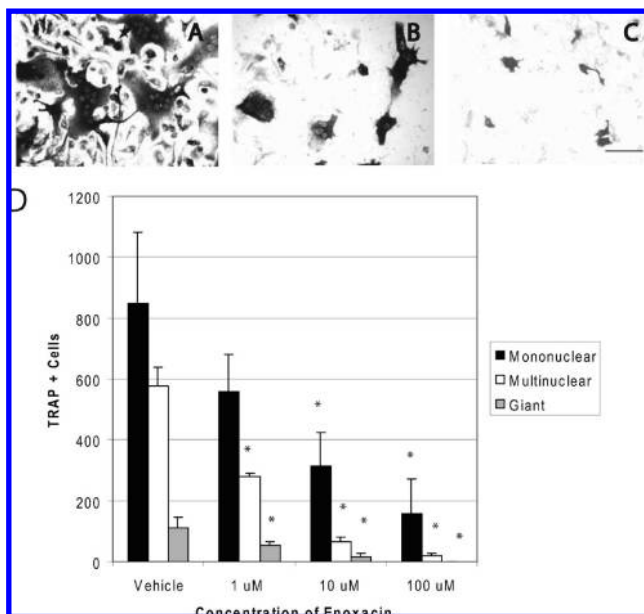 A
B
C
D
1200
1000
800
600
400
200
0
TRAP + Cells
*
*
*
*
*
*
*
*
Mononuclear
Multinuclear
Giant
Vehicle
1 uM
10 uM
100 uM
Concentration of Enoxacin